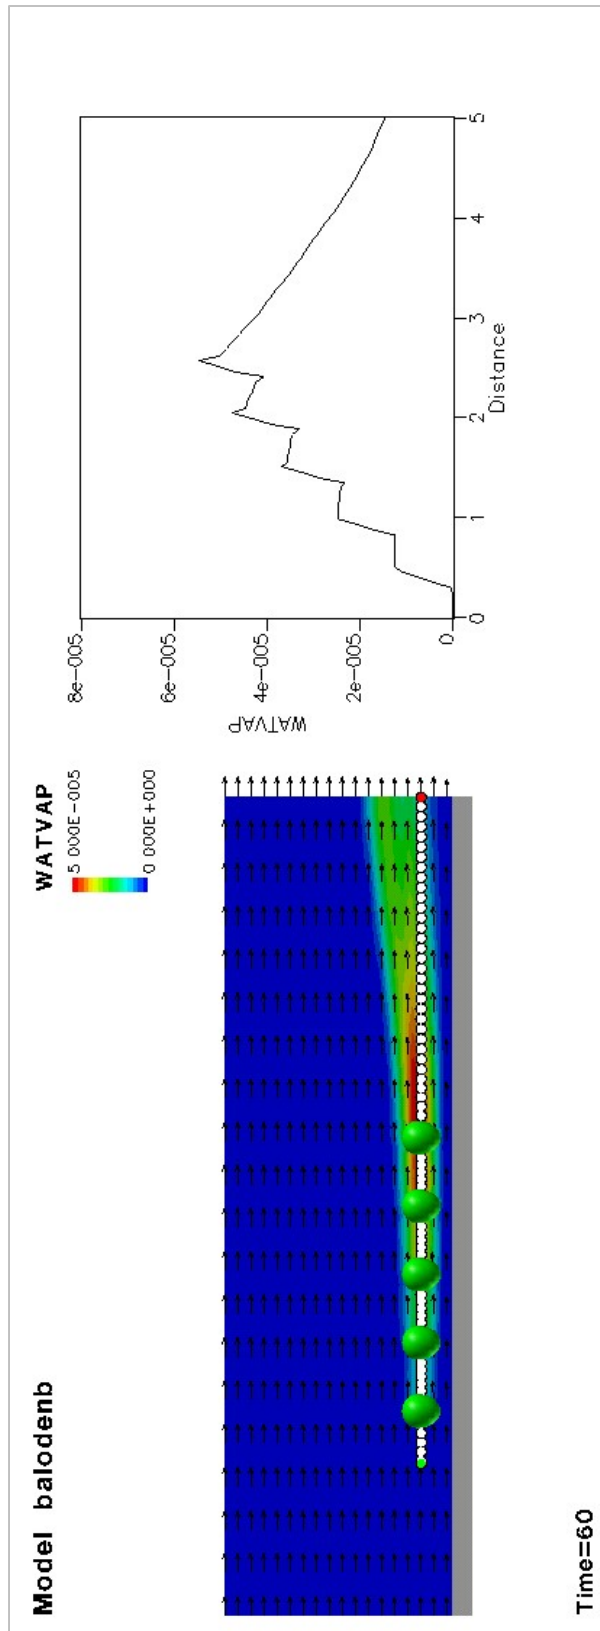 Model balodenb
WATVAP
5 000E-005
0 000E+000
WATVAP
8e-005
6e-005
4e-005
2e-005
0
0
1
2
3
4
5
Distance
Time=60